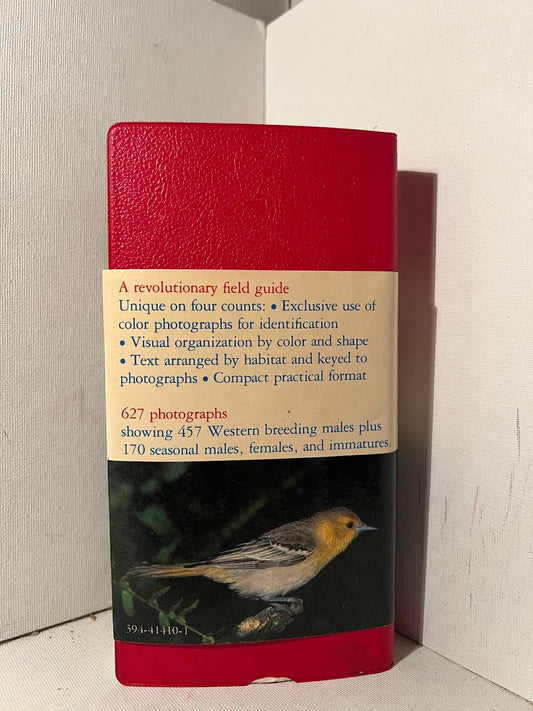 A revolutionary field guide
Unique on four counts: • Exclusive use of
color photographs for identification
• Visual organization by color and shape
• Text arranged by habitat and keyed to
photographs • Compact practical format
627 photographs
showing 457 Western breeding males plus
170 seasonal males, females, and immatures.
394-41410-1